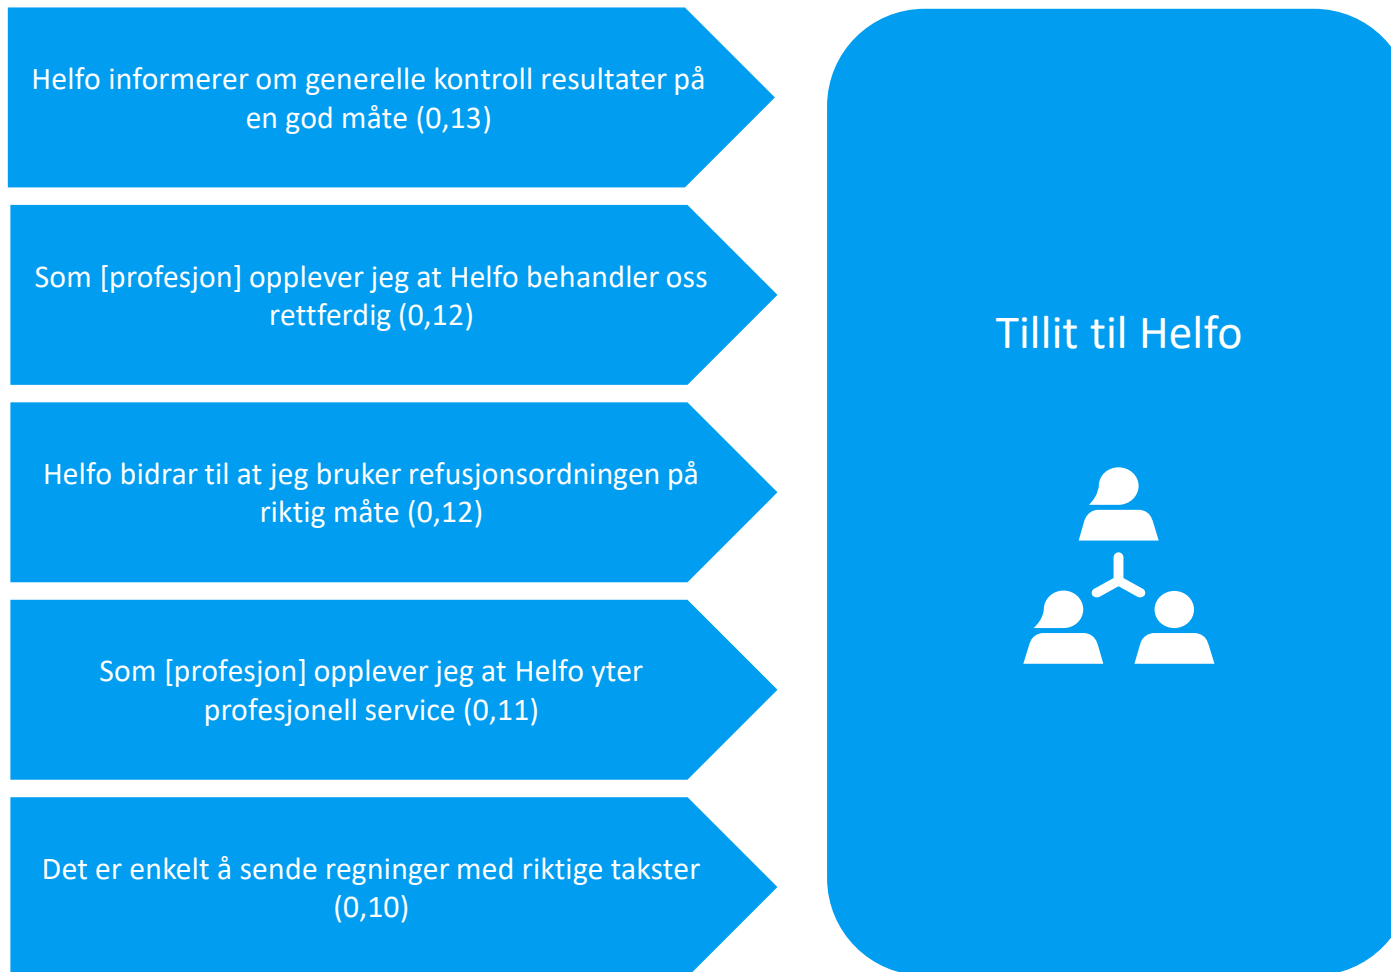 Helfo informerer om generelle kontroll resultater på
en god måte (0,13)
Som [profesjon] opplever jeg at Helfo behandler oss
rettferdig (0,12)
Helfo bidrar til at jeg bruker refusjonsordningen på
riktig måte (0,12)
Som [profesjon] opplever jeg at Helfo yter
profesjonell service (0,11)
Det er enkelt å sende regninger med riktige takster
(0,10)
Tillit til Helfo